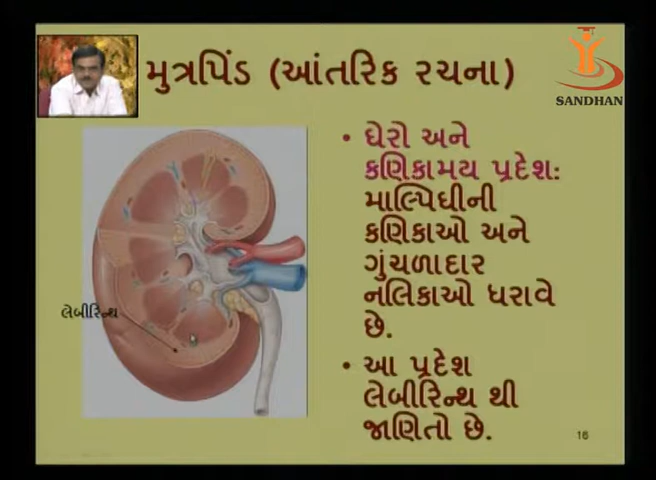 મુત્રપિંડ (આંતરિક રચના)
SANDHAN
• ઘેરો અને
કણિકામય પ્રદેશ:
માલ્પિઘીની
કણિકાઓ અને
ગુંચળાદાર
નલિકાઓ ધરાવે
છે.
લેબીરિન્થ
• આ પ્રદેશ
લેબીરિન્થ થી
જાણિતો છે.
16